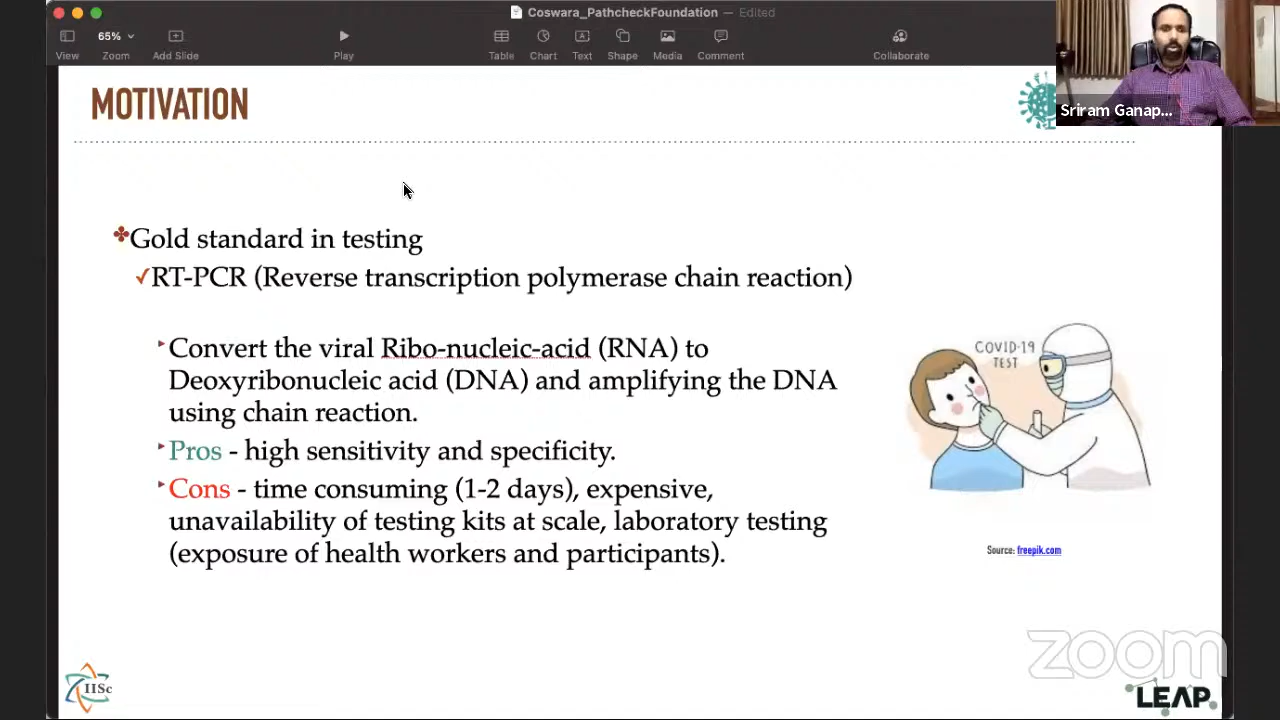 Coswara_PathcheckFoundation — Edited
65%
View
Zoom
Add Slide
Play
Table
Chart
Text
Shape
Media
Comment
Collaborate
Sriram Ganap...
MOTIVATION
Gold standard in testing
RT-PCR (Reverse transcription polymerase chain reaction)
Convert the viral Ribo-nucleic-acid (RNA) to
Deoxyribonucleic acid (DNA) and amplifying the DNA
using chain reaction.
Pros - high sensitivity and specificity.
Cons - time consuming (1-2 days), expensive,
unavailability of testing kits at scale, laboratory testing
(exposure of health workers and participants).
COVID-19
TEST
Source: freepik.com
zoom
IISc
LEAP